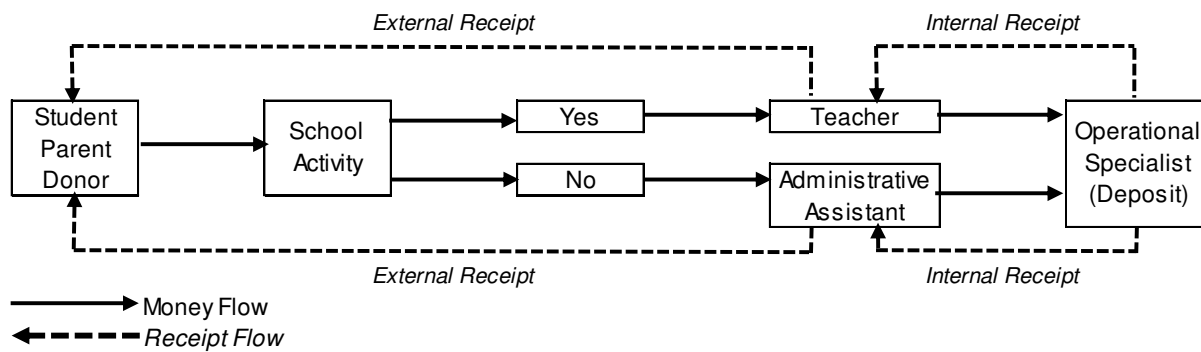 External Receipt
Internal Receipt
Student
Parent
Donor
School
Activity
Yes
No
Teacher
Administrative
Assistant
Operational
Specialist
(Deposit)
External Receipt
Internal Receipt
Money Flow
Receipt Flow